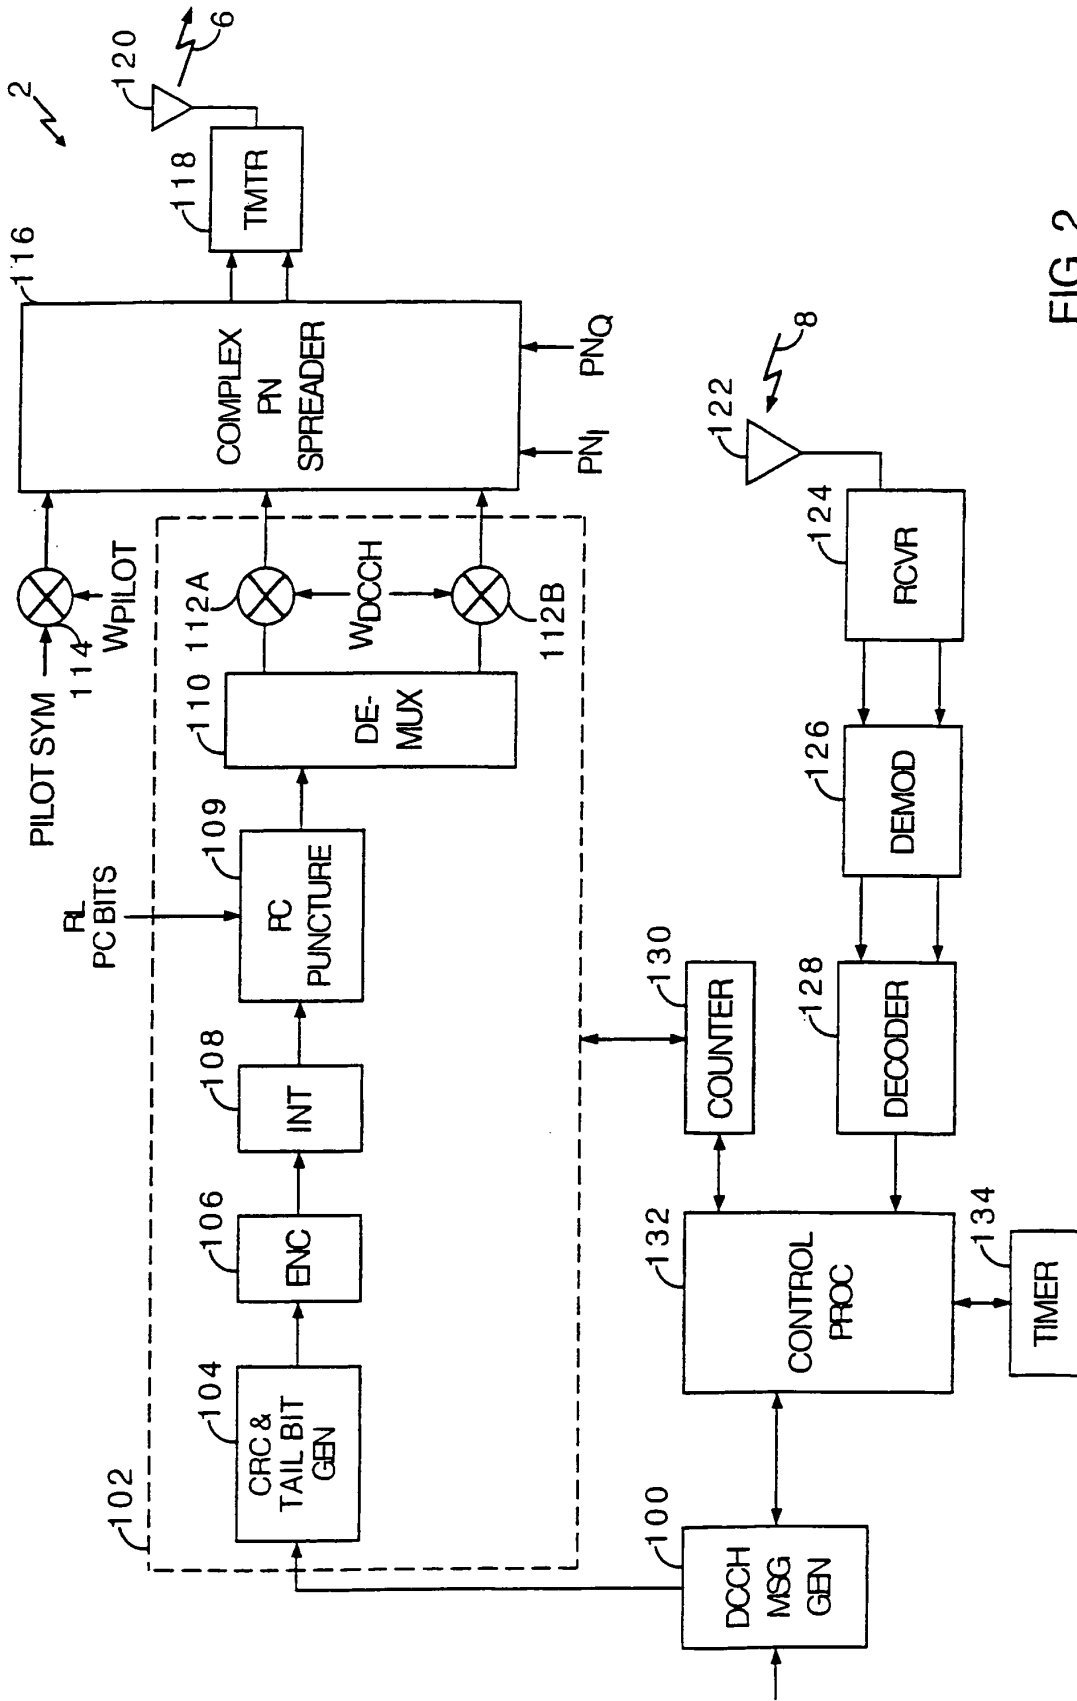 2
120
6
118
TMTR
116
COMPLEX
PN
SPREADER
PNI
PNQ
PILOT SYM
114
WPILOT
102
104
CRC &
TAIL BIT
GEN
106
ENC
108
INT
RL
PC BITS
109
PC
PUNCTURE
110
DE-
MUX
112A
WDCCH
112B
100
DCCH
MSG
GEN
132
CONTROL
PROC
130
COUNTER
134
TIMER
128
DECODER
126
DEMOD
124
RCVR
122
8
FIG. 2